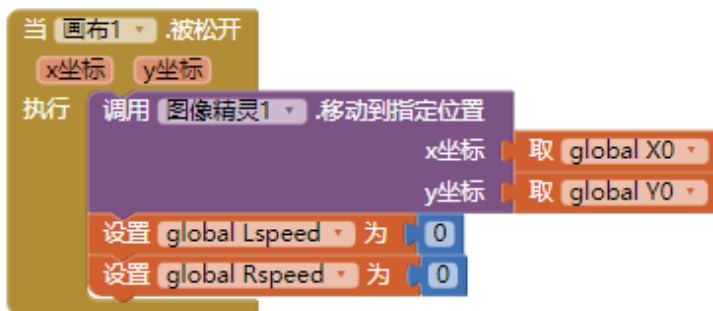 当 画布1 .被松开
x坐标 y坐标
执行 调用 图像精灵1 .移动到指定位置
x坐标 取 global X0
y坐标 取 global Y0
设置 global Lspeed 为 0
设置 global Rspeed 为 0